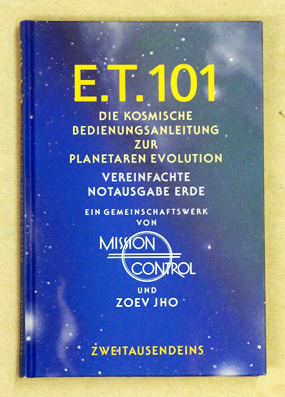 E.T. 101
DIE KOSMISCHE
BEDIENUNGSANLEITUNG
ZUR
PLANETAREN EVOLUTION
VEREINFACHTE
NOTAUSGABE ERDE
EIN GEMEINSCHAFTSWERK
VON
MISSION
CONTROL
UND
ZOEV JHO
ZWEITAUSENDEINS